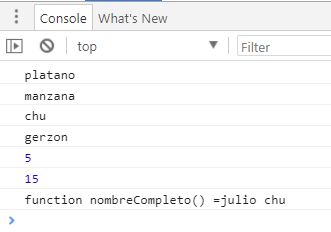 Console What's New
top Filter
platano
manzana
chu
gerzon
5
15
function nombreCompleto() =julio chu